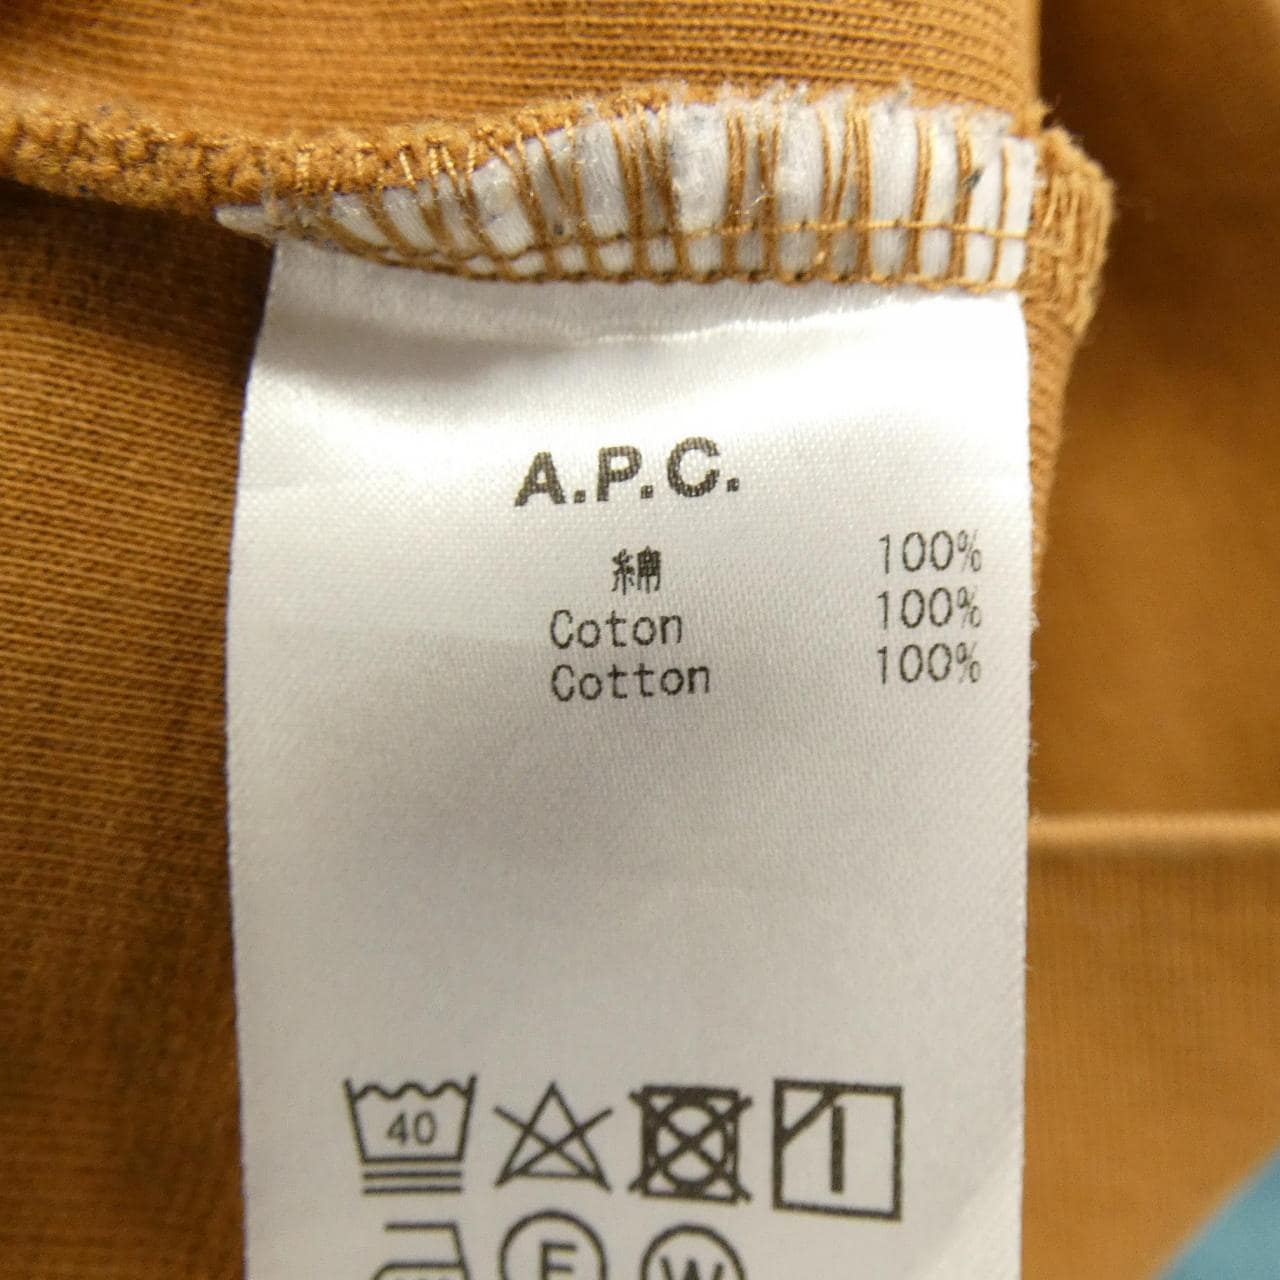 A.P.C.
綿 100%
Coton 100%
Cotton 100%
40
F W